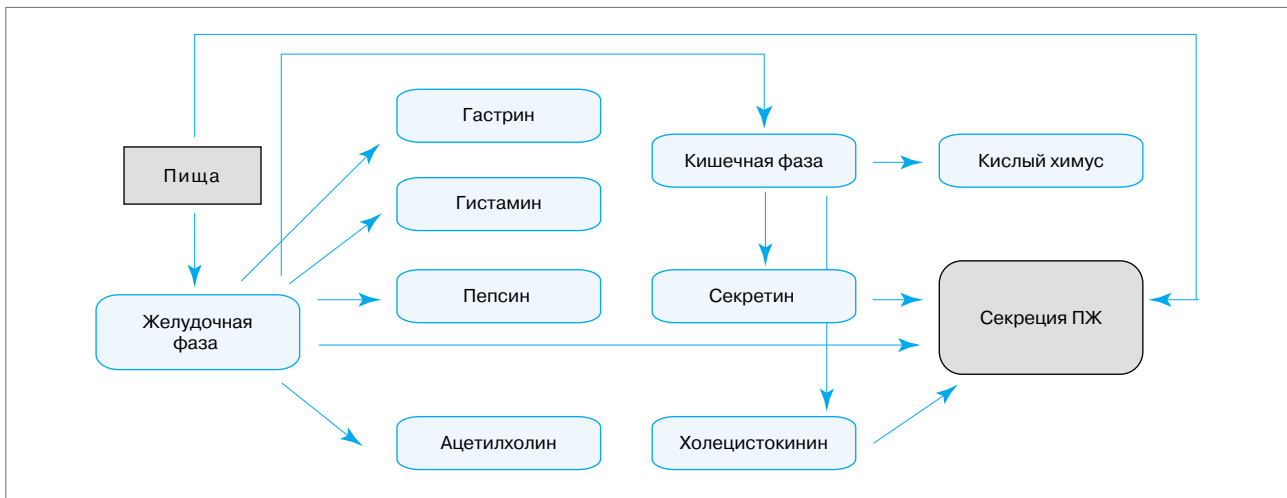 Гастрин
Кишечная фаза
Кислый химус
Пища
Гистамин
Пепсин
Секретин
Секреция ПЖ
Желудочная
фаза
Ацетилхолин
Холецистокинин